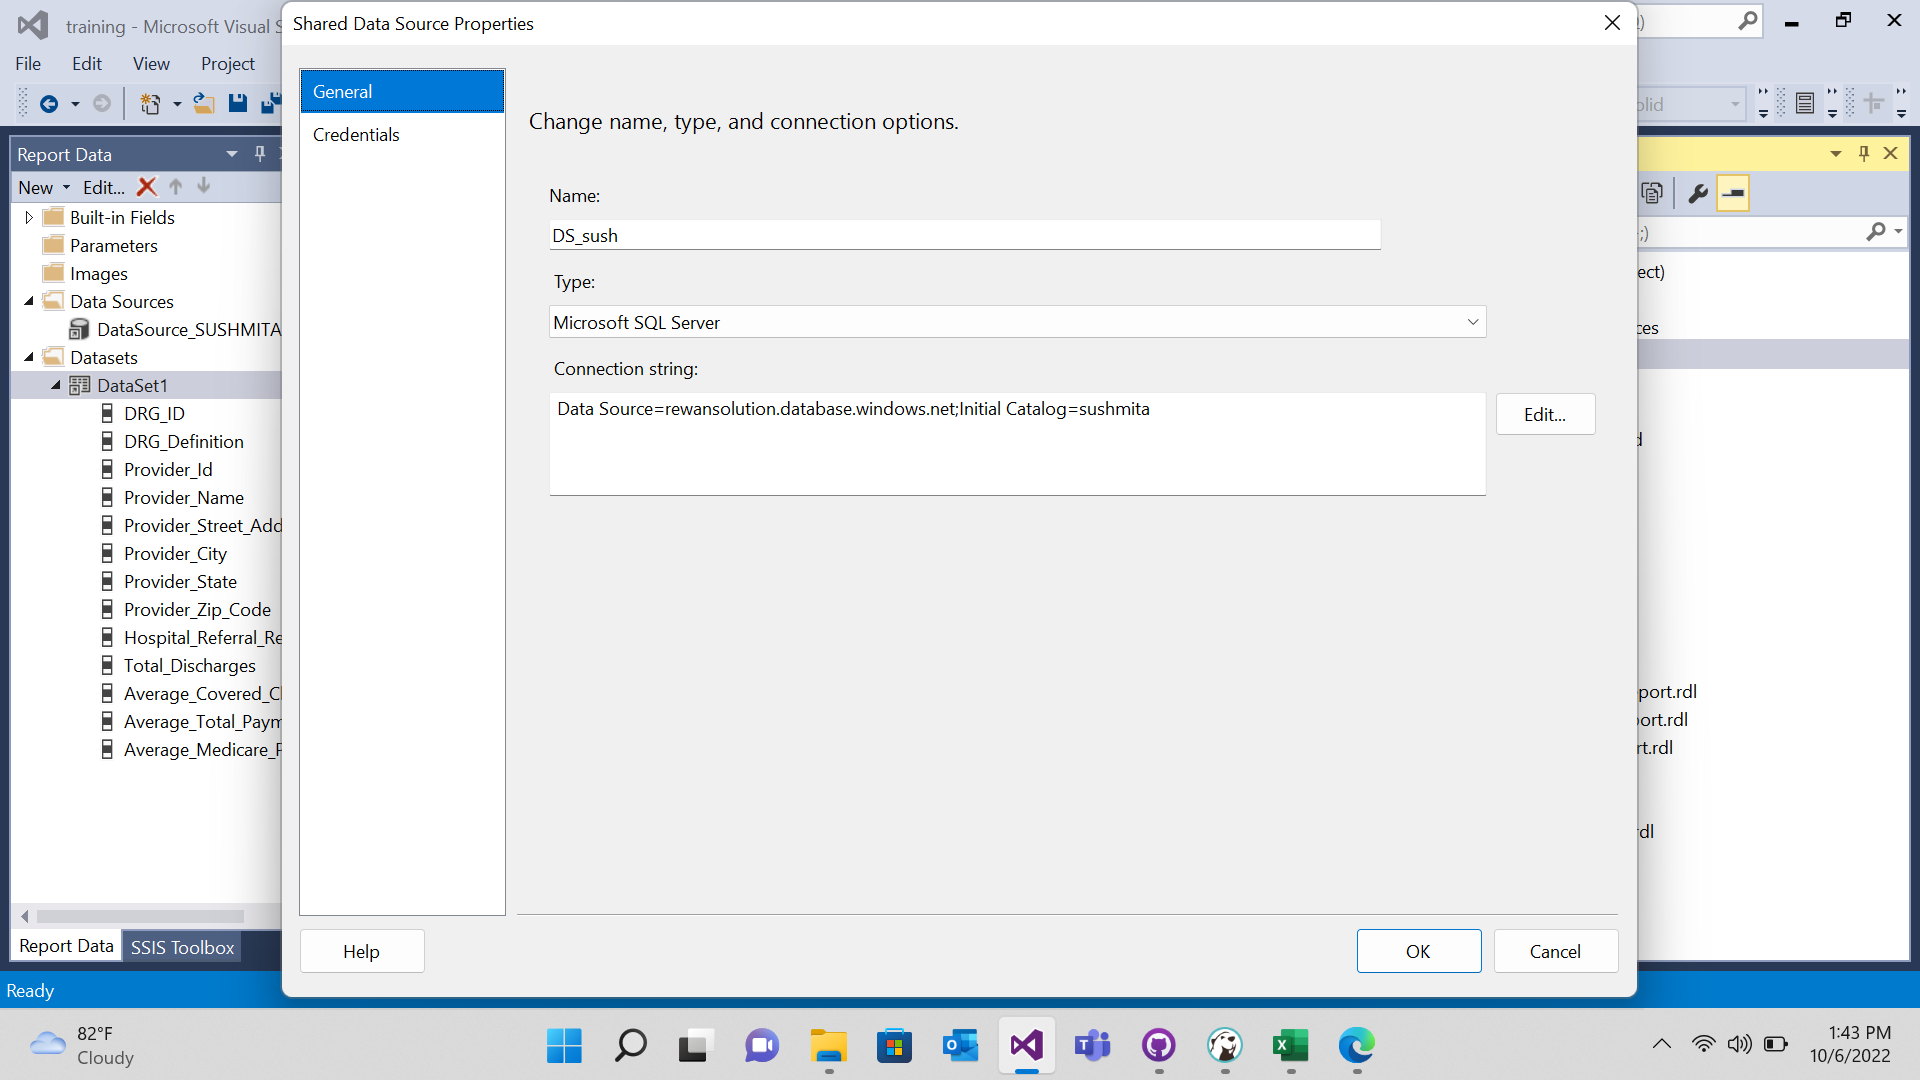 training - Microsoft Visual S
File Edit View Project
Shared Data Source Properties
General
Credentials
Change name, type, and connection options.
Name:
DS_sush
Type:
Microsoft SQL Server
Connection string:
Data Source=rewansolution.database.windows.net;Initial Catalog=sushmita
Edit...
Help
OK
Cancel
Report Data
New Edit...
Built-in Fields
Parameters
Images
Data Sources
DataSource_SUSHMITA
Datasets
DataSet1
DRG_ID
DRG_Definition
Provider_Id
Provider_Name
Provider_Street_Add
Provider_City
Provider_State
Provider_Zip_Code
Hospital_Referral_Re
Total_Discharges
Average_Covered_C
Average_Total_Paym
Average_Medicare_P
Report Data SSIS Toolbox
Ready
)
olid
;)
ect)
ces
d
port.rdl
ort.rdl
rt.rdl
rdl
82°F
Cloudy
1:43 PM
10/6/2022